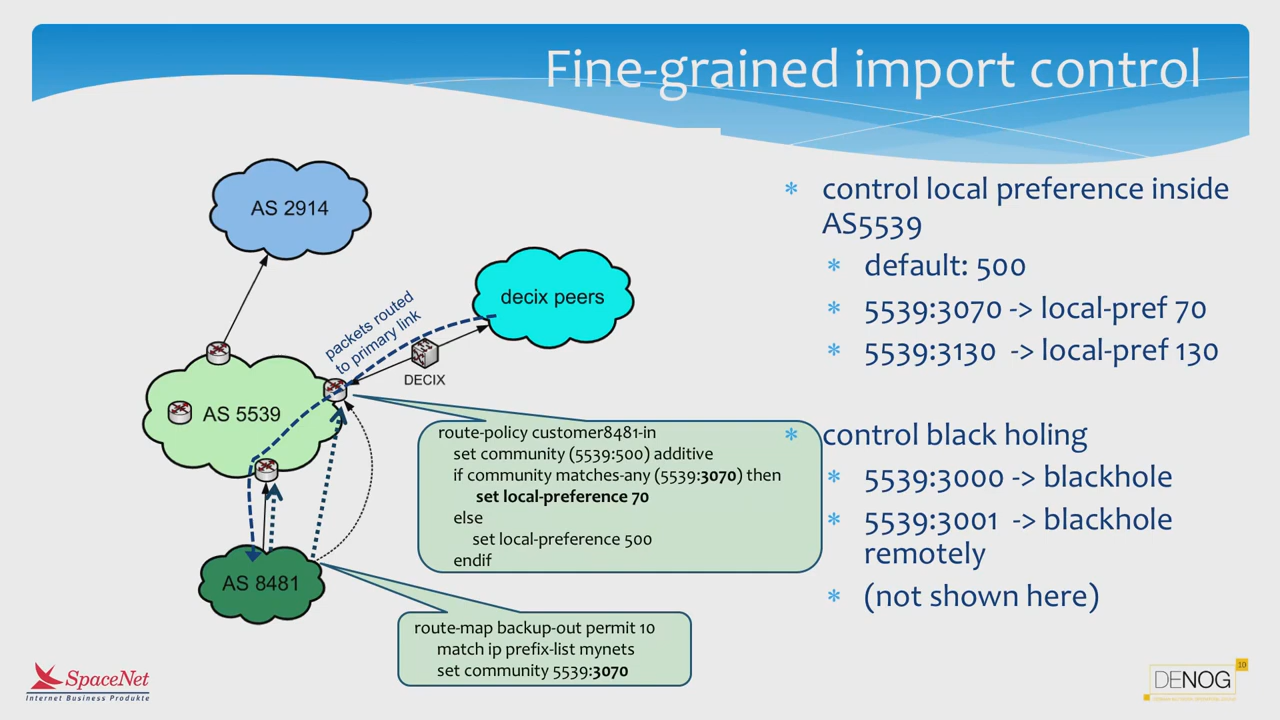 Fine-grained import control
AS 2914
decix peers
packets routed
to primary link
DECIX
AS 5539
AS 8481
route-policy customer8481-in
set community (5539:500) additive
if community matches-any (5539:3070) then
set local-preference 70
else
set local-preference 500
endif
route-map backup-out permit 10
match ip prefix-list mynets
set community 5539:3070
* control local preference inside
AS5539
* default: 500
* 5539:3070 -> local-pref 70
* 5539:3130 -> local-pref 130
* control black holing
* 5539:3000 -> blackhole
* 5539:3001 -> blackhole
remotely
* (not shown here)
SpaceNet
Internet Business Produkte
DENOG
10